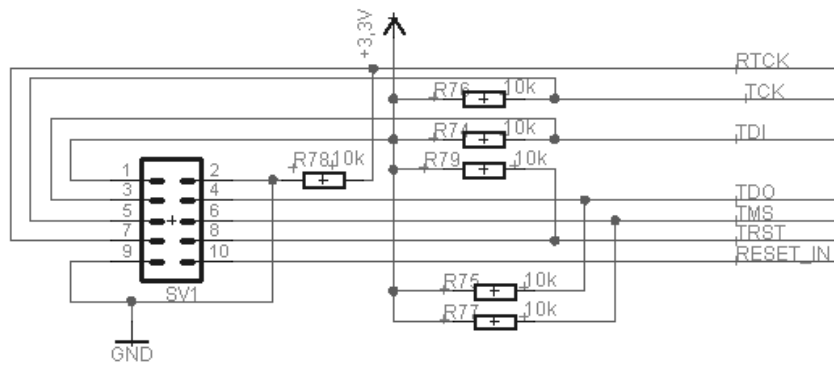 +3,3V
RTCK
R76 10k TCK
R74 10k TDI
R78 10k R79 10k
1 2
3 4 TDO
5 6 TMS
7 8 TRST
9 10 RESET_IN
R75 10k
SV1
R77 10k
GND